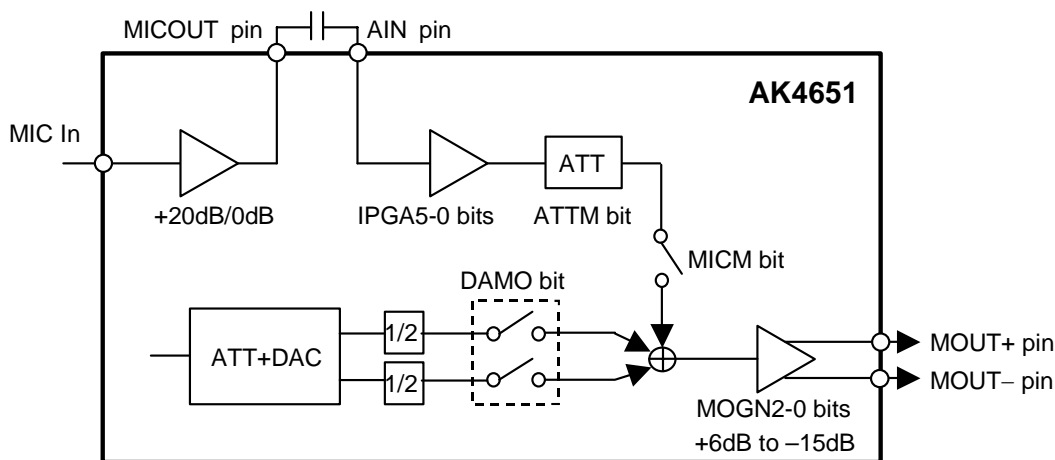 MICOUT pin
AIN pin
AK4651
MIC In
+20dB/0dB
IPGA5-0 bits
ATT
ATTM bit
MICM bit
DAMO bit
ATT+DAC
1/2
1/2
MOUT+ pin
MOUT− pin
MOGN2-0 bits
+6dB to −15dB